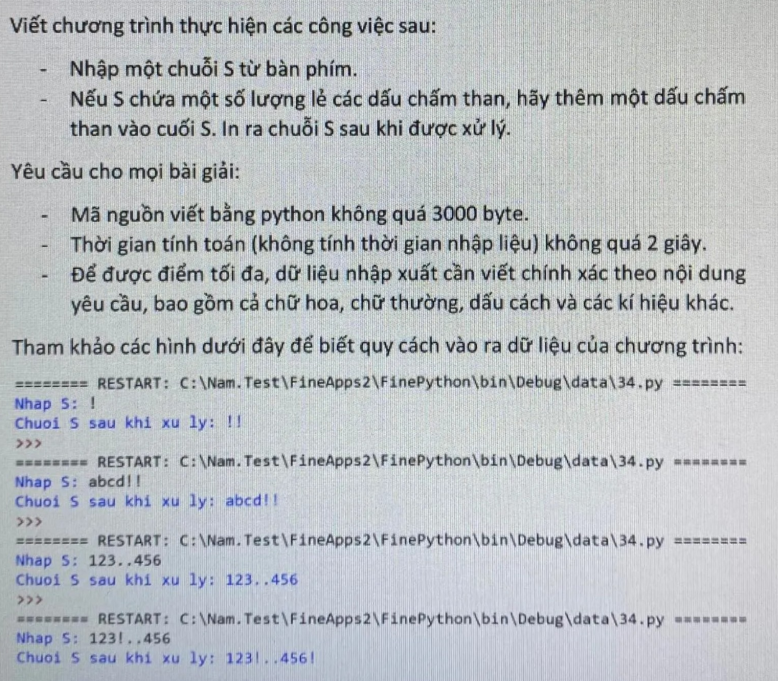 Viết chương trình thực hiện các công việc sau:
- Nhập một chuỗi S từ bàn phím.
- Nếu S chứa một số lượng lẻ các dấu chấm than, hãy thêm một dấu chấm
than vào cuối S. In ra chuỗi S sau khi được xử lý.
Yêu cầu cho mọi bài giải:
- Mã nguồn viết bằng python không quá 3000 byte.
- Thời gian tính toán (không tính thời gian nhập liệu) không quá 2 giây.
- Để được điểm tối đa, dữ liệu nhập xuất cần viết chính xác theo nội dung
yêu cầu, bao gồm cả chữ hoa, chữ thường, dấu cách và các kí hiệu khác.
Tham khảo các hình dưới đây để biết quy cách vào ra dữ liệu của chương trình:
======== RESTART: C:\Nam.Test\FineApps2\FinePython\bin\Debug\data\34.py ========
Nhap S: !
Chuoi S sau khi xu ly: !!
>>>
======== RESTART: C:\Nam.Test\FineApps2\FinePython\bin\Debug\data\34.py ========
Nhap S: abcd!!
Chuoi S sau khi xu ly: abcd!!
>>>
======== RESTART: C:\Nam.Test\FineApps2\FinePython\bin\Debug\data\34.py ========
Nhap S: 123..456
Chuoi S sau khi xu ly: 123..456
>>>
======== RESTART: C:\Nam.Test\FineApps2\FinePython\bin\Debug\data\34.py ========
Nhap S: 123!..456
Chuoi S sau khi xu ly: 123!..456!